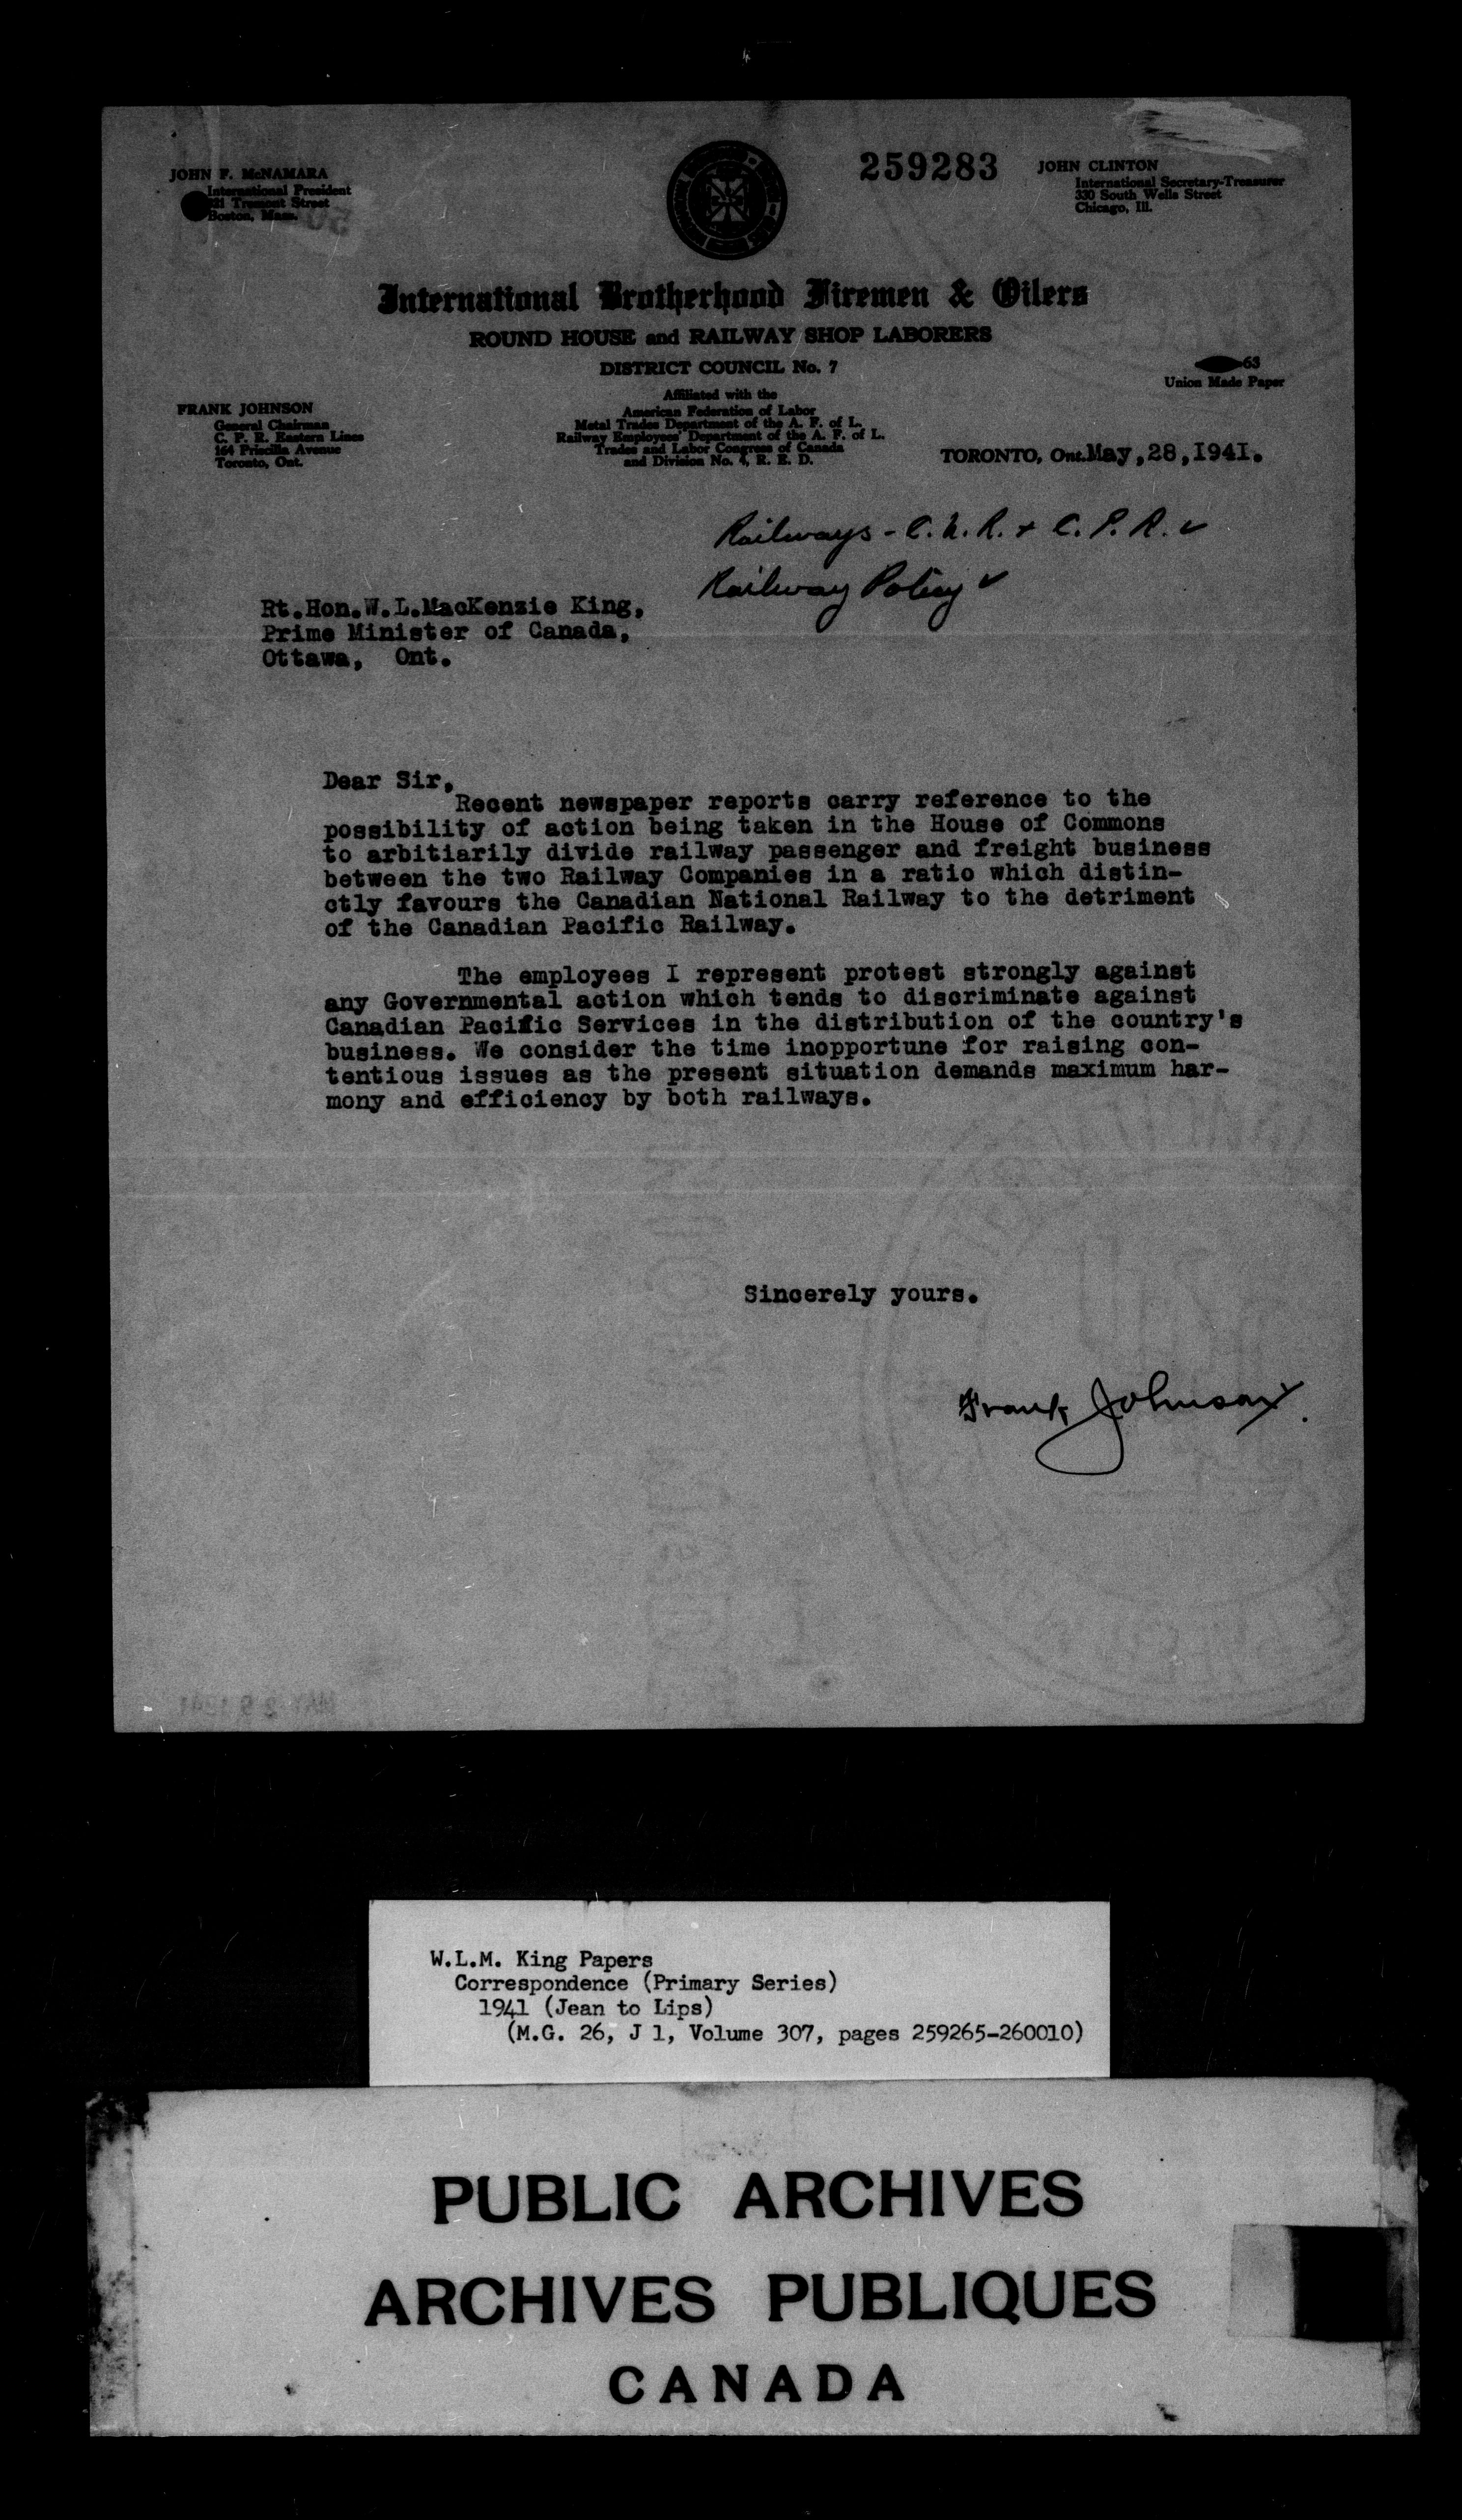 259283
JOHN F. McNAMARA
International President
Tremont Street
Boston, Mass.
JOHN CLINTON
International Secretary-Treasurer
330 South Wells Street
Chicago, Ill.
International Brotherhood Firemen & Oilers
ROUND HOUSE and RAILWAY SHOP LABORERS
DISTRICT COUNCIL No. 7
63
Union Made Paper
Affiliated with the
American Federation of Labor
Metal Trades Department of the A. F. of L.
Railway Employees' Department of the A. F. of L.
Trades and Labor Congress of Canada
and Division No. 4, R. E. D.
FRANK JOHNSON
General Chairman
C. P. R. Eastern Lines
164 Priscilla Avenue
Toronto, Ont.
TORONTO, Ont.May,28,1941.
Railways - C.N.R. + C.P.R. ✓
Railway Policy ✓
Rt.Hon.W.L.MacKenzie King,
Prime Minister of Canada,
Ottawa, Ont.
Dear Sir,
Recent newspaper reports carry reference to the
possibility of action being taken in the House of Commons
to arbitiarily divide railway passenger and freight business
between the two Railway Companies in a ratio which distin-
ctly favours the Canadian National Railway to the detriment
of the Canadian Pacific Railway.
The employees I represent protest strongly against
any Governmental action which tends to discriminate against
Canadian Pacific Services in the distribution of the country's
business. We consider the time inopportune for raising con-
tentious issues as the present situation demands maximum har-
mony and efficiency by both railways.
Sincerely yours.
Frank Johnson.
W.L.M. King Papers
Correspondence (Primary Series)
1941 (Jean to Lips)
(M.G. 26, J 1, Volume 307, pages 259265-260010)
PUBLIC ARCHIVES
ARCHIVES PUBLIQUES
CANADA